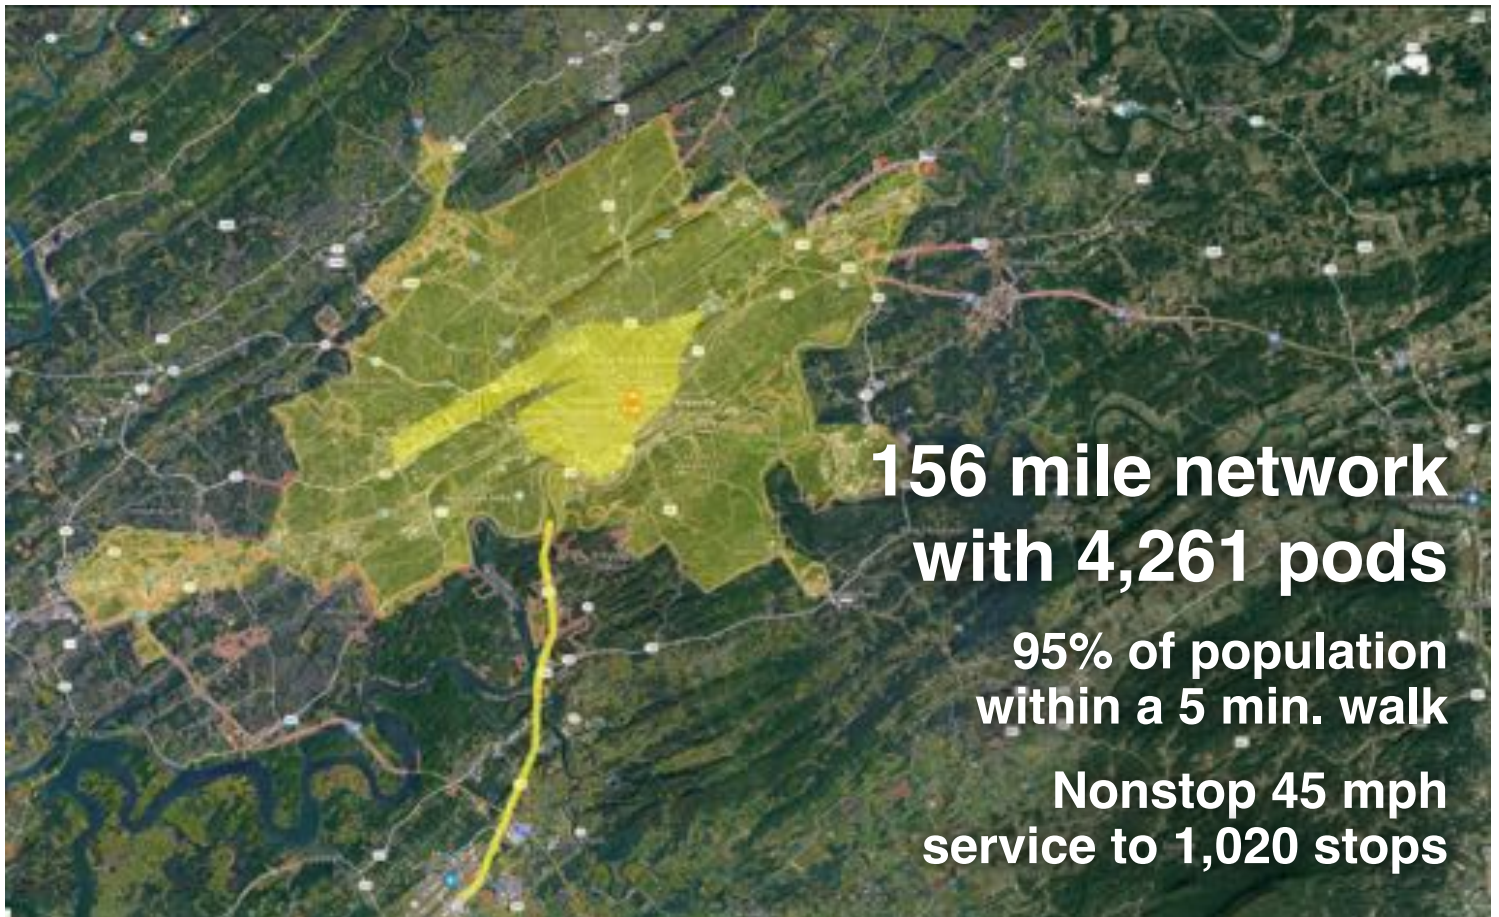 156 mile network
with 4,261 pods
95% of population
within a 5 min. walk
Nonstop 45 mph
service to 1,020 stops